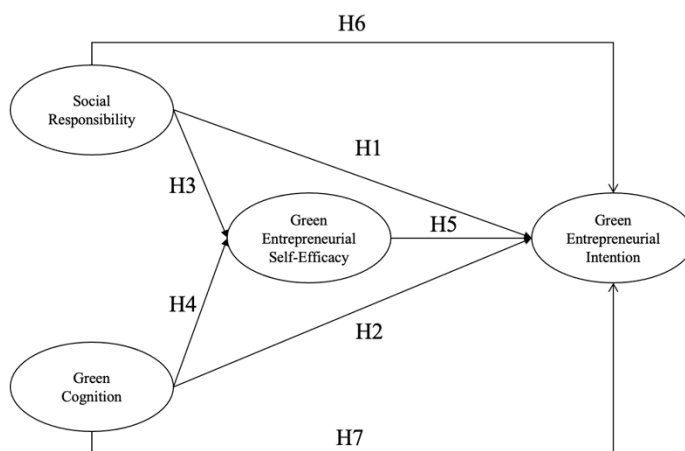 H6
Social
Responsibility
H1
H3
Green
Entrepreneurial
Self-Efficacy
H5
Green
Entrepreneurial
Intention
H4
H2
Green
Cognition
H7